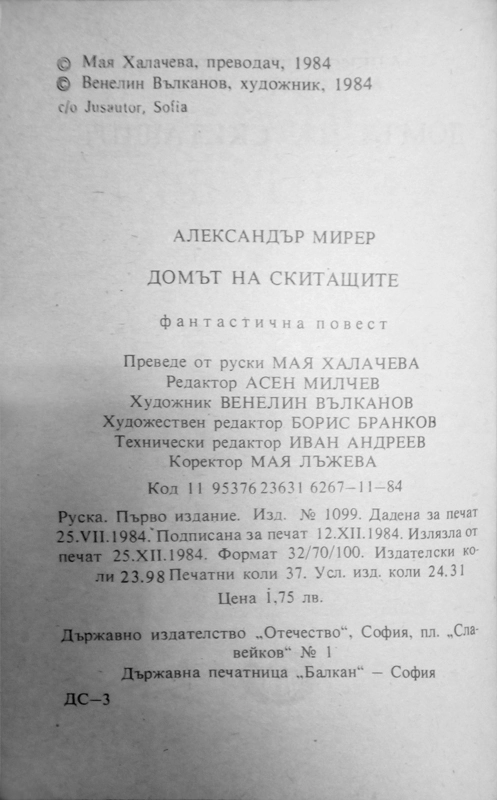 © Мая Халачева, преводач, 1984
© Венелин Вълканов, художник, 1984
c/o Jusautor, Sofia
АЛЕКСАНДЪР МИРЕР
ДОМЪТ НА СКИТАЩИТЕ
фантастична повест
Преведе от руски МАЯ ХАЛАЧЕВА
Редактор АСЕН МИЛЧЕВ
Художник ВЕНЕЛИН ВЪЛКАНОВ
Художествен редактор БОРИС БРАНКОВ
Технически редактор ИВАН АНДРЕЕВ
Коректор МАЯ ЛЪЖЕВА
Код 11 9537623631 6267-11-84
Руска. Първо издание. Изд. № 1099. Дадена за печат
25.VII.1984. Подписана за печат 12.XII.1984. Излязла от
печат 25.XII.1984. Формат 32/70/100. Издателски ко-
ли 23.98 Печатни коли 37. Усл. изд. коли 24.31
Цена 1,75 лв.
Държавно издателство „Отечество", София, пл. „Сла-
вейков" № 1
Държавна печатница „Балкан" – София
ДС–3